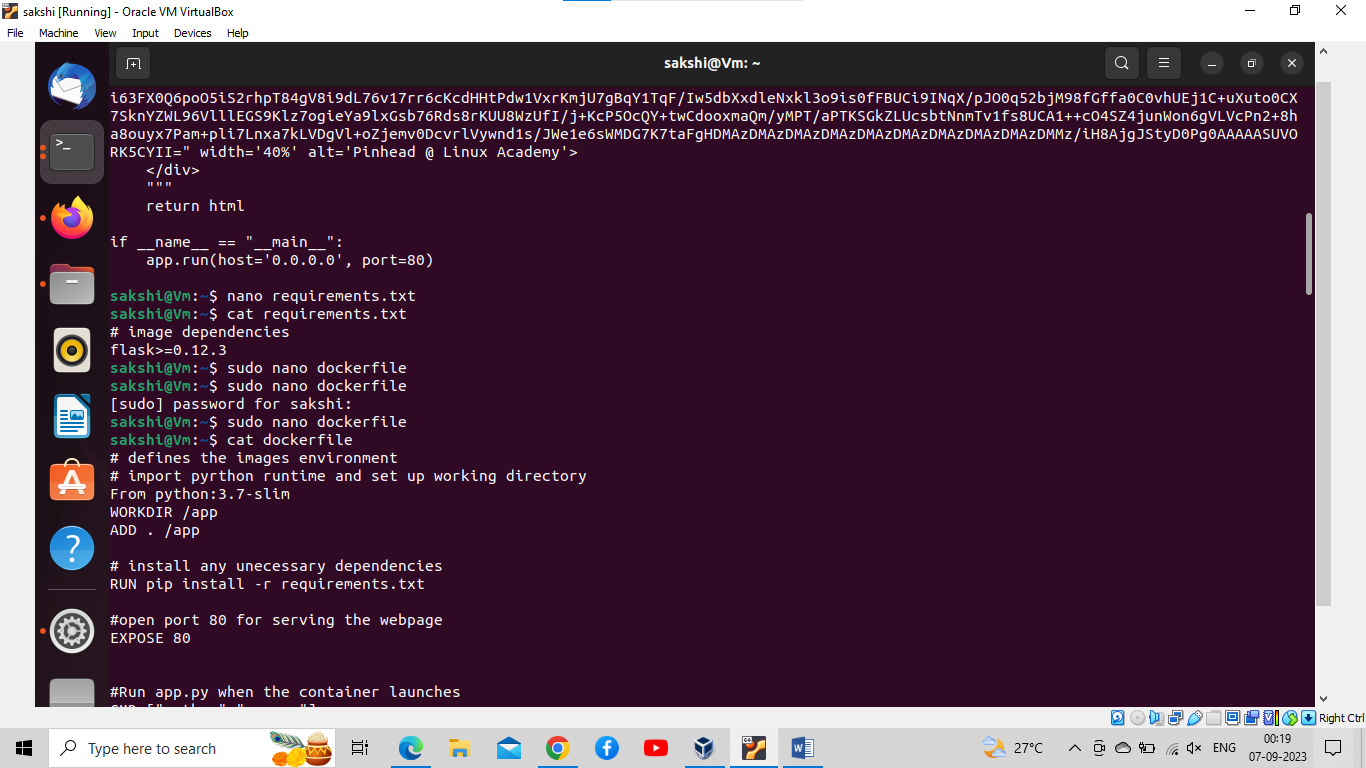 sakshi [Running] - Oracle VM VirtualBox
File Machine View Input Devices Help
sakshi@Vm: ~
i63FX0Q6poO5iS2rhpT84gV8i9dL76v17rr6cKcdHHtPdw1VxrKmjU7gBqY1TqF/Iw5dbXxdleNxkl3o9is0fFBUCi9INqX/pJO0q52bjM98fGffa0C0vhUEj1C+uXuto0CX
7SknYZWL96VlllEGS9Klz7ogieYa9lxGsb76Rds8rKUU8WzUfI/j+KcP5OcQY+twCdooxmaQm/yMPT/aPTKSGkZLUcsbtNnmTv1fs8UCA1++cO4SZ4junWon6gVLVcPn2+8h
a8ouyx7Pam+pli7Lnxa7kLVDgVl+oZjemv0DcvrlVywnd1s/JWe1e6sWMDG7K7taFgHDMAzDMAzDMAzDMAzDMAzDMAzDMAzDMAzDMMz/iH8AjgJStyD0Pg0AAAAASUVO
RK5CYII=" width='40%' alt='Pinhead @ Linux Academy'>
</div>
"""
return html
if __name__ == "__main__":
app.run(host='0.0.0.0', port=80)
sakshi@Vm:~$ nano requirements.txt
sakshi@Vm:~$ cat requirements.txt
# image dependencies
flask>=0.12.3
sakshi@Vm:~$ sudo nano dockerfile
sakshi@Vm:~$ sudo nano dockerfile
[sudo] password for sakshi:
sakshi@Vm:~$ sudo nano dockerfile
sakshi@Vm:~$ cat dockerfile
# defines the images environment
# import pyrthon runtime and set up working directory
From python:3.7-slim
WORKDIR /app
ADD . /app
# install any unecessary dependencies
RUN pip install -r requirements.txt
#open port 80 for serving the webpage
EXPOSE 80
#Run app.py when the container launches
Right Ctrl
Type here to search
27°C
ENG
00:19
07-09-2023